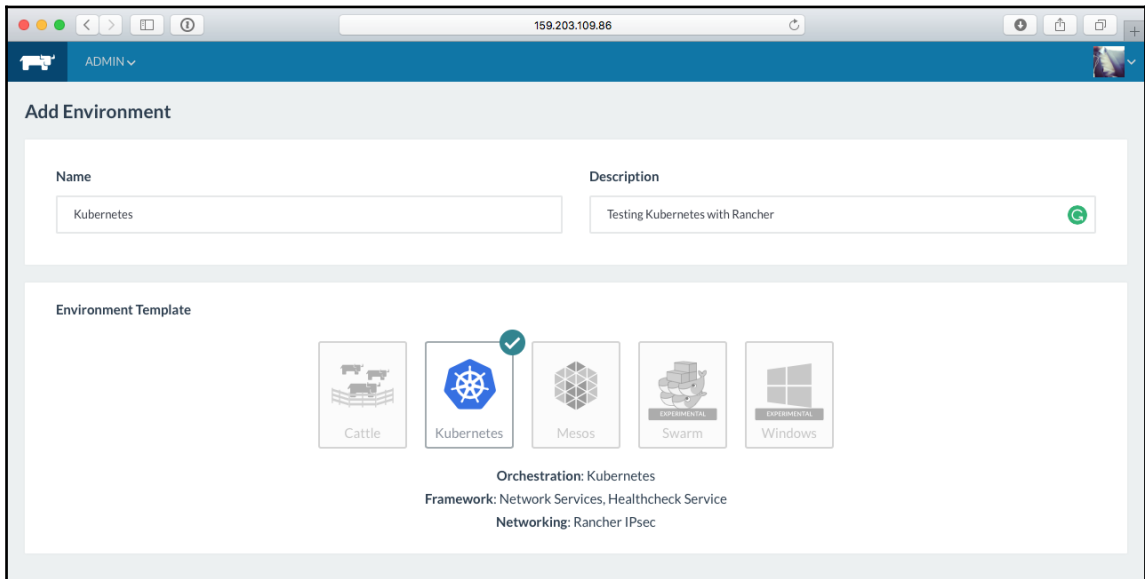 159.203.109.86
ADMIN
Add Environment
Name
Description
Kubernetes
Testing Kubernetes with Rancher
Environment Template
EXPERIMENTAL
EXPERIMENTAL
Cattle
Kubernetes
Mesos
Swarm
Windows
Orchestration: Kubernetes
Framework: Network Services, Healthcheck Service
Networking: Rancher IPsec